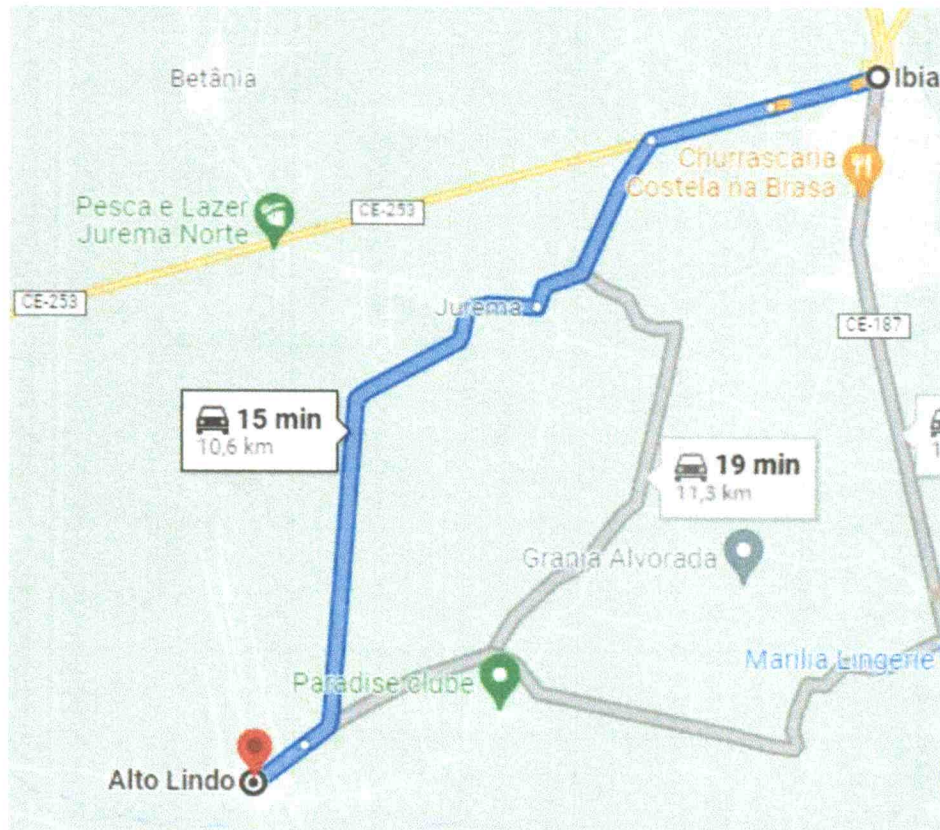 Betânia
Ibia
Churrascaria
Costela na Brasa
Pesca e Lazer
Jurema Norte
CE-253
CE-253
Jurema
CE-187
15 min
10,6 km
19 min
11,3 km
1
Granja Alvorada
Marilia Lingerie
Paradise Clube
Alto Lindo